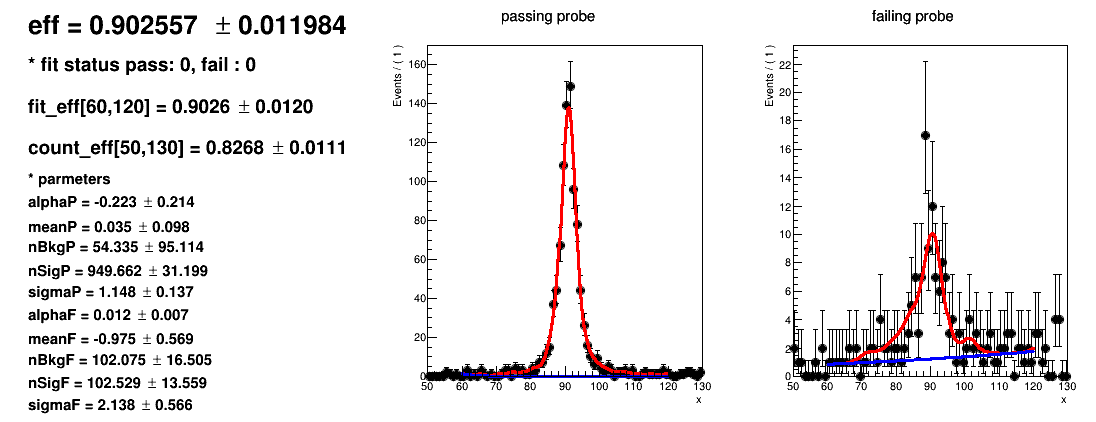 eff = 0.902557 ± 0.011984
* fit status pass: 0, fail : 0
fit_eff[60,120] = 0.9026 ± 0.0120
count_eff[50,130] = 0.8268 ± 0.0111
* parmeters
alphaP = -0.223 ± 0.214
meanP = 0.035 ± 0.098
nBkgP = 54.335 ± 95.114
nSigP = 949.662 ± 31.199
sigmaP = 1.148 ± 0.137
alphaF = 0.012 ± 0.007
meanF = -0.975 ± 0.569
nBkgF = 102.075 ± 16.505
nSigF = 102.529 ± 13.559
sigmaF = 2.138 ± 0.566
passing probe
Events / ( 1 )
160
140
120
100
80
60
40
20
0
50 60 70 80 90 100 110 120 130
x
failing probe
Events / ( 1 )
22
20
18
16
14
12
10
8
6
4
2
0
50 60 70 80 90 100 110 120 130
x